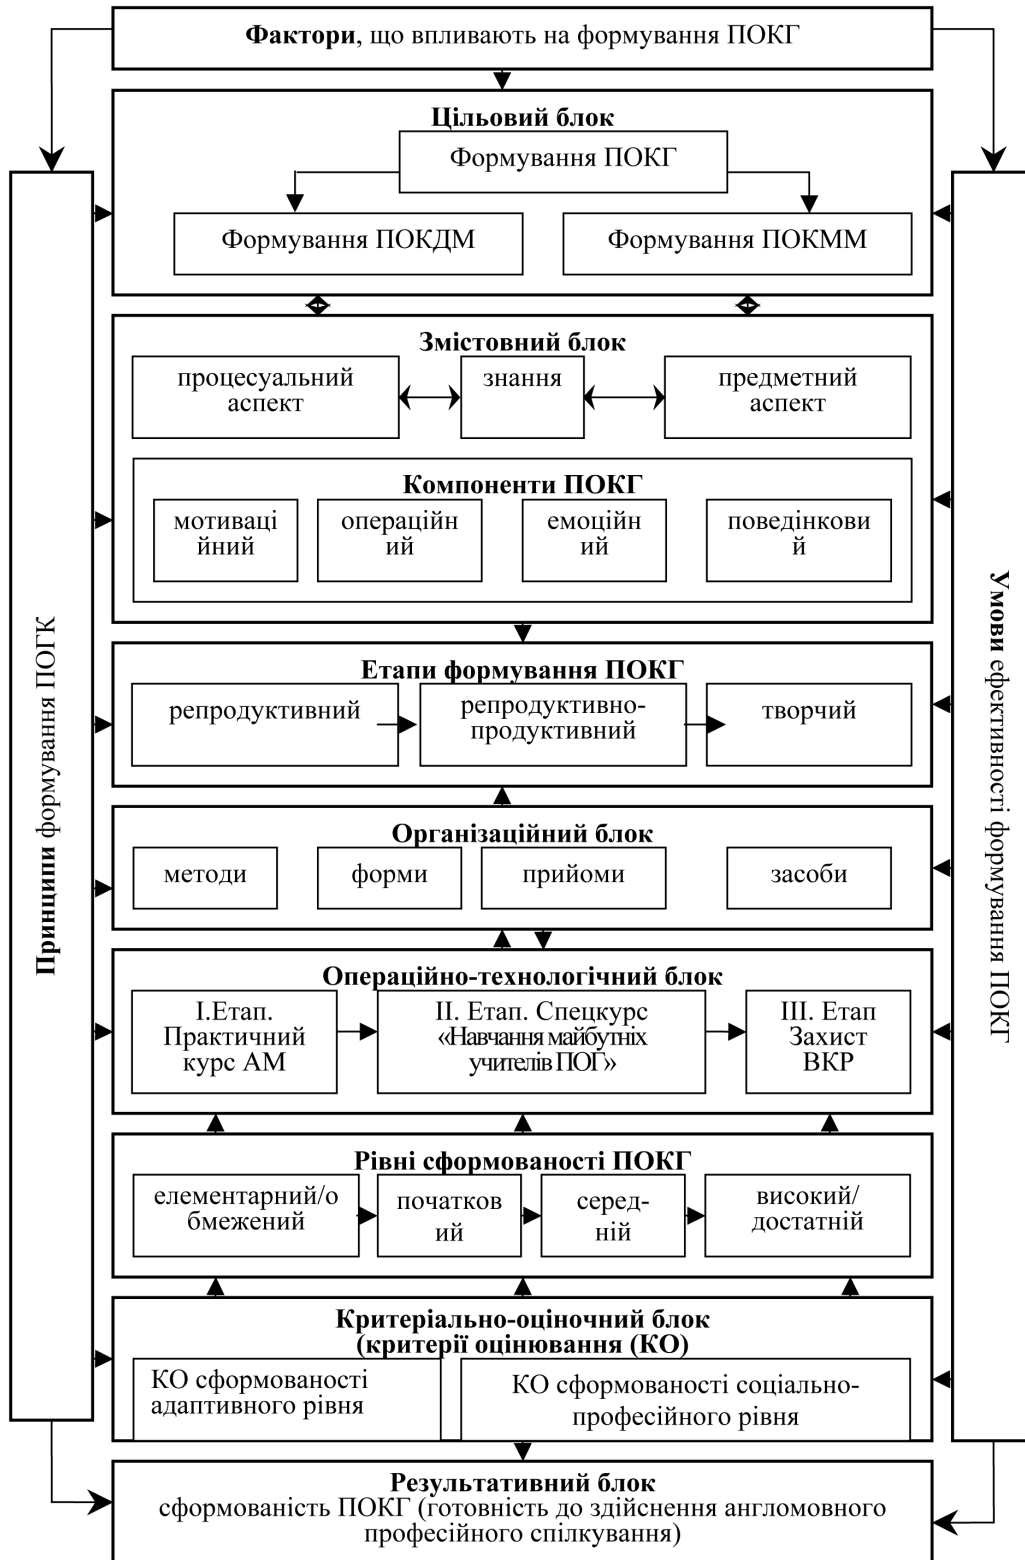 Фактори, що впливають на формування ПОКГ
Цільовий блок
Формування ПОКГ
Формування ПОКДМ
Формування ПОКММ
Змістовний блок
процесуальний
аспект
знання
предметний
аспект
Компоненти ПОКГ
мотиваці
йний
операційн
ий
емоцій
ий
поведінкови
й
Етапи формування ПОКГ
репродуктивний
репродуктивно-
продуктивний
творчий
Організаційний блок
методи
форми
прийоми
засоби
Операційно-технологічний блок
І.Етап.
Практичний
курс АМ
ІІ. Етап. Спецкурс
«Навчання майбутніх
учителів ПОГ»
ІІІ. Етап
Захист
ВКР
Рівні сформованості ПОКГ
елементарний/о
бмежений
початков
ий
серед-
ній
високий/
достатній
Критеріально-оціночний блок
(критерії оцінювання (КО)
КО сформованості
адаптивного рівня
КО сформованості соціально-
професійного рівня
Результативний блок
сформованість ПОКГ (готовність до здійснення англомовного
професійного спілкування)
Принципи формування ПОГК
Умови ефективності формування ПОКГ